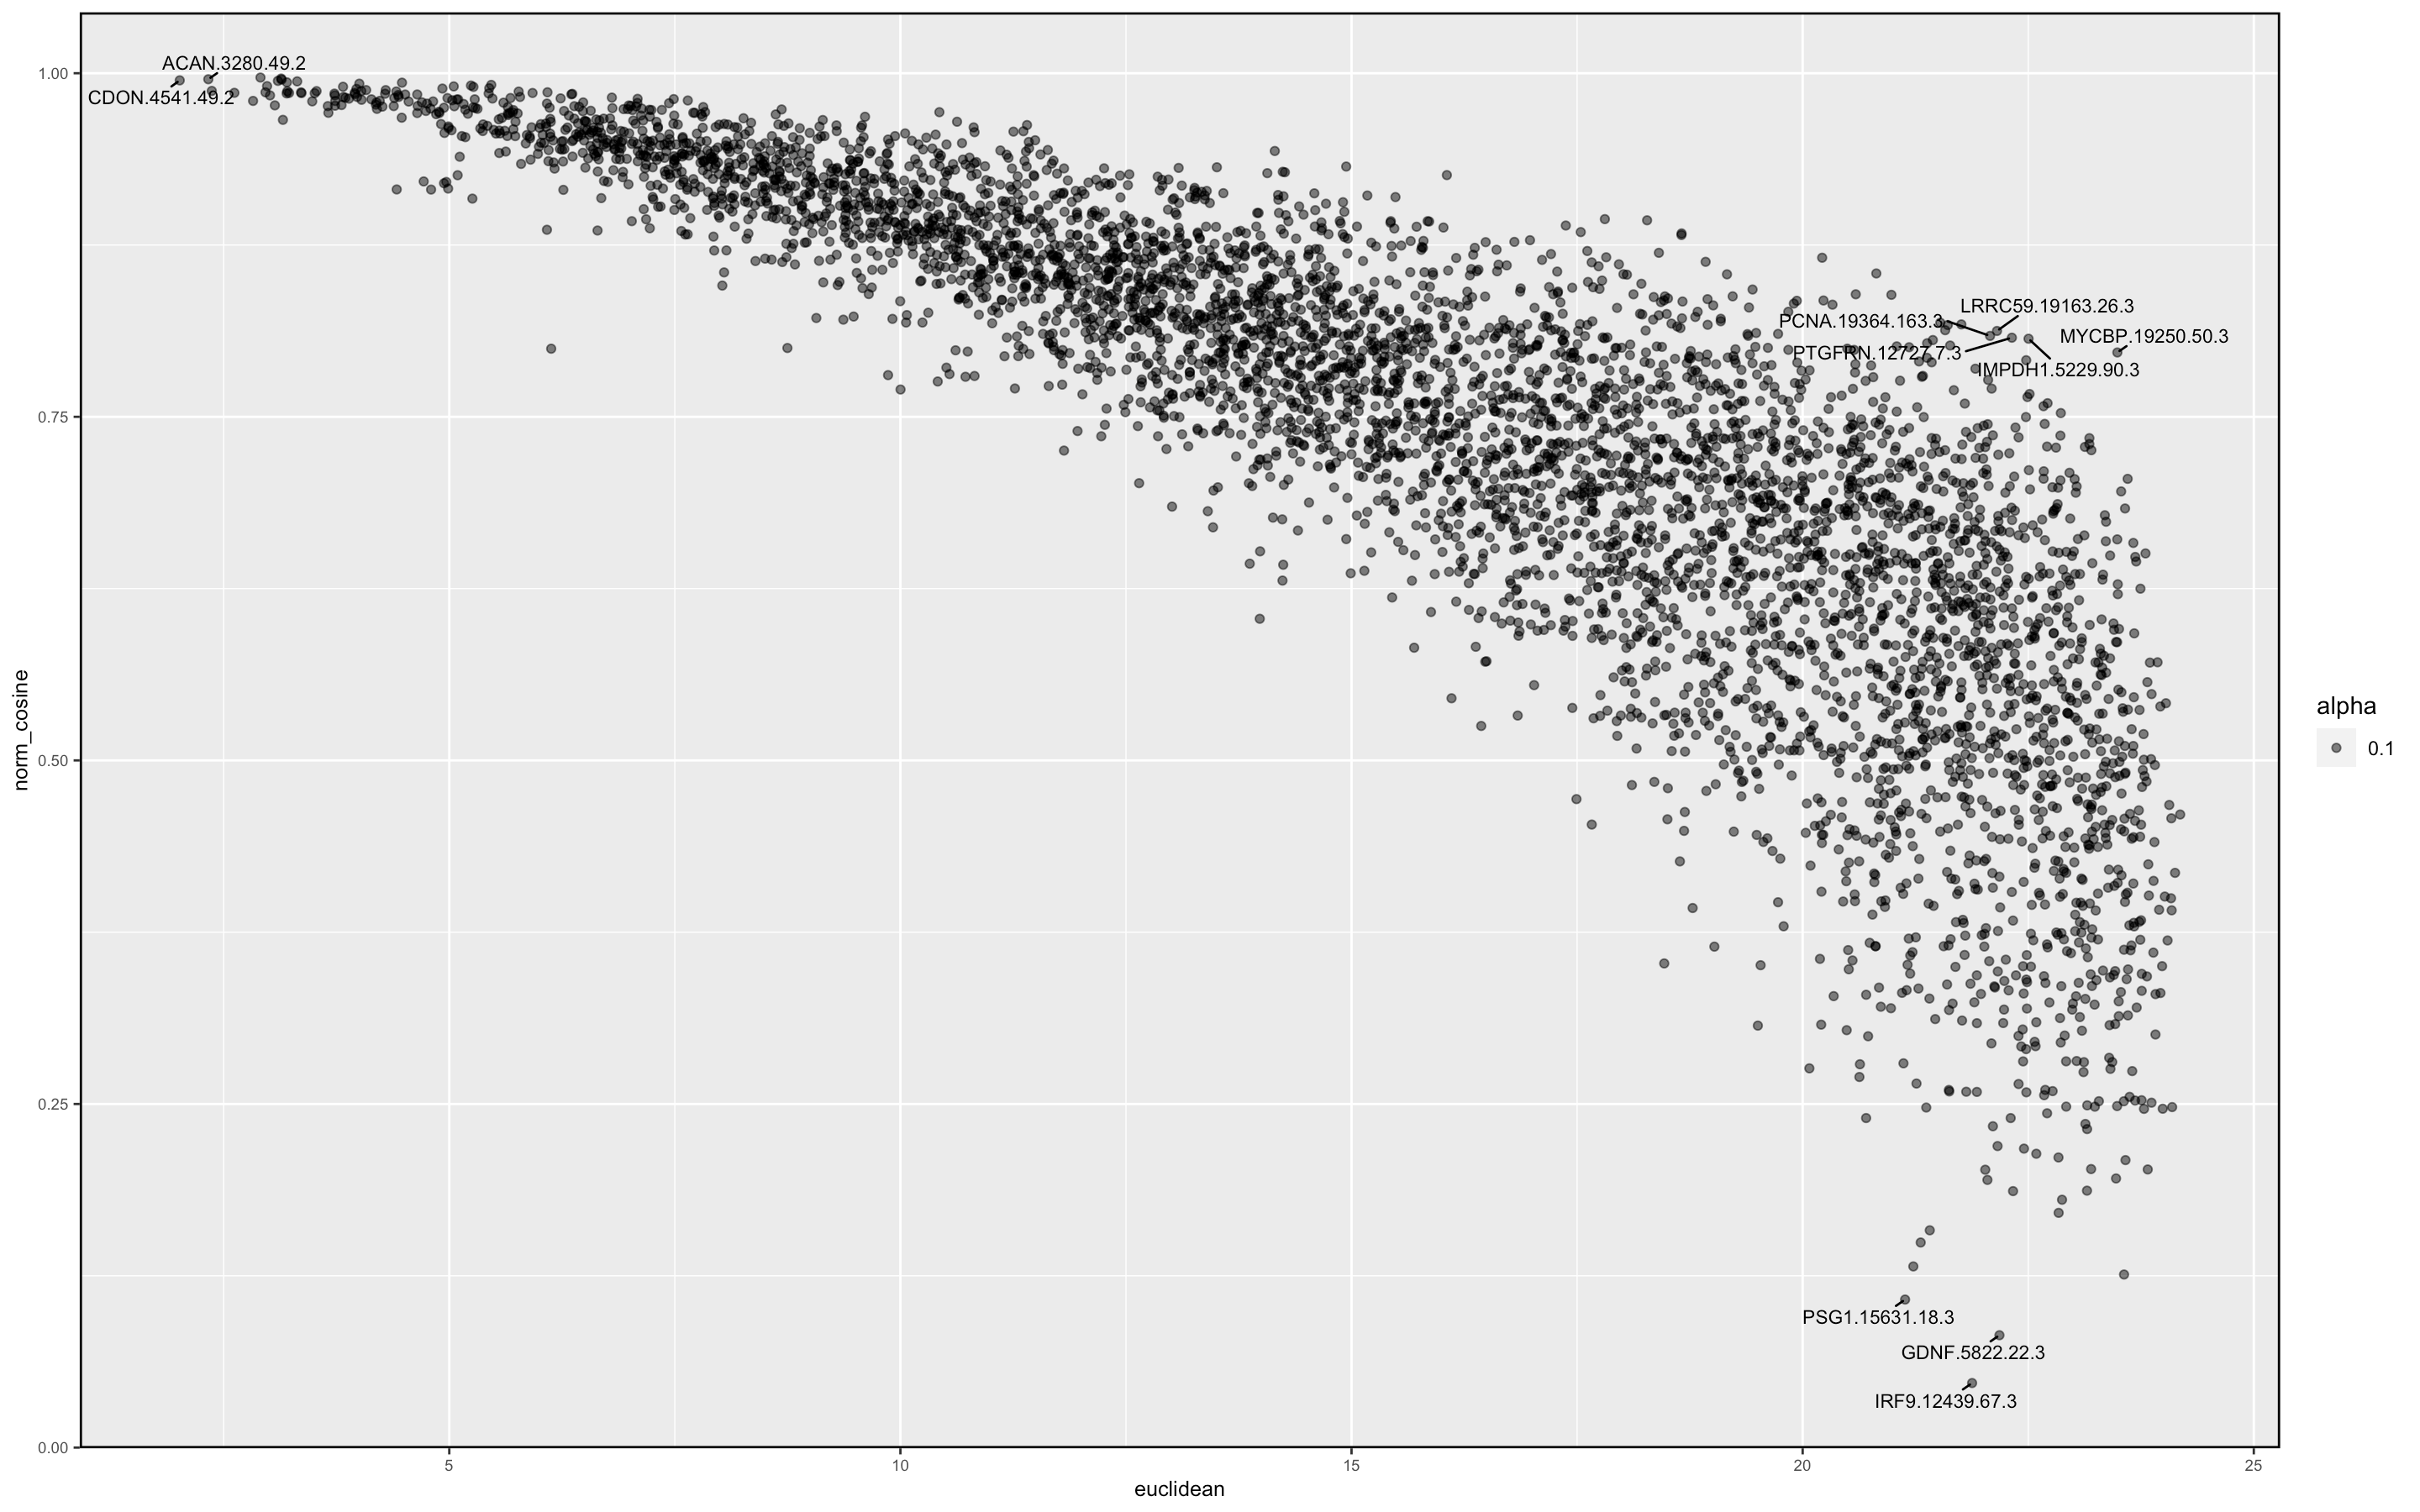 ACAN.3280.49.2
CDON.4541.49.2
LRRC59.19163.26.3
PCNA.19364.163.3
MYCBP.19250.50.3
PTGFRN.12727.7.3
IMPDH1.5229.90.3
PSG1.15631.18.3
GDNF.5822.22.3
IRF9.12439.67.3
1.00
0.75
0.50
0.25
0.00
norm_cosine
5
10
15
20
25
euclidean
alpha
0.1